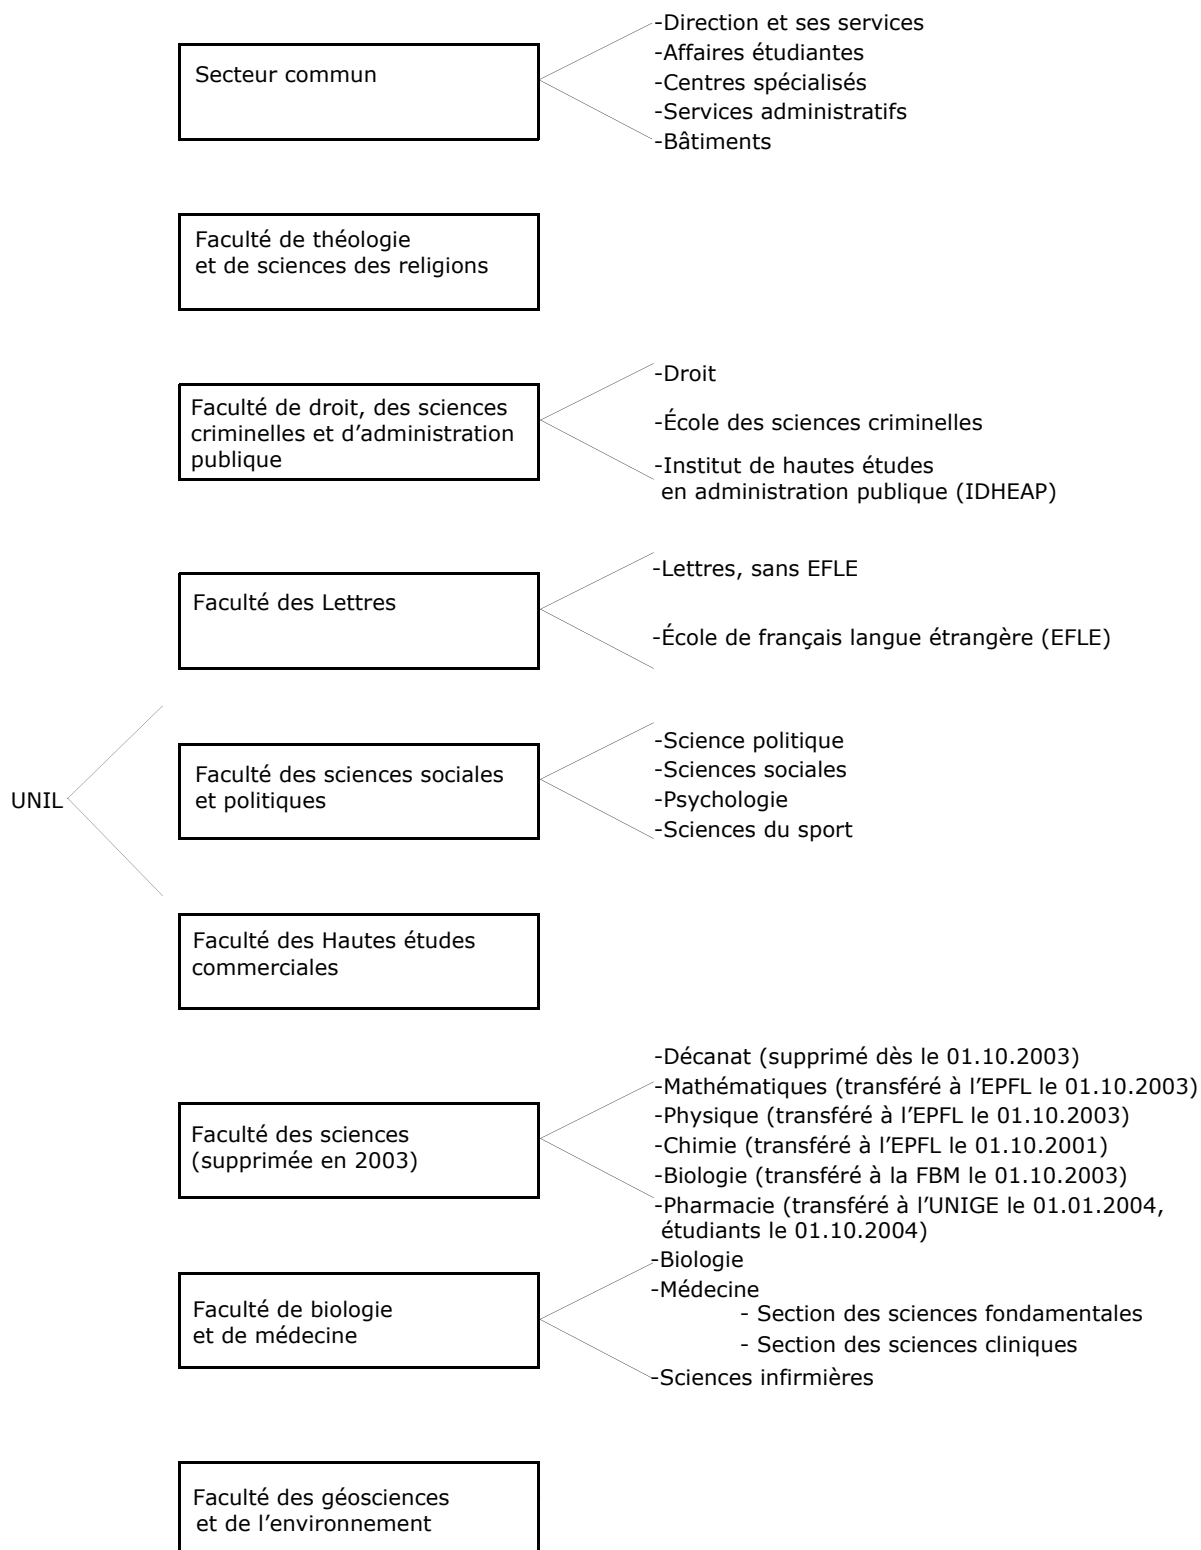 Secteur commun
-Direction et ses services
-Affaires étudiantes
-Centres spécialisés
-Services administratifs
-Bâtiments
Faculté de théologie
et de sciences des religions
Faculté de droit, des sciences
criminelles et d'administration
publique
-Droit
-École des sciences criminelles
-Institut de hautes études
en administration publique (IDHEAP)
Faculté des Lettres
-Lettres, sans EFLE
-École de français langue étrangère (EFLE)
UNIL
Faculté des sciences sociales
et politiques
-Science politique
-Sciences sociales
-Psychologie
-Sciences du sport
Faculté des Hautes études
commerciales
Faculté des sciences
(supprimée en 2003)
-Décanat (supprimé dès le 01.10.2003)
-Mathématiques (transféré à l'EPFL le 01.10.2003)
-Physique (transféré à l'EPFL le 01.10.2003)
-Chimie (transféré à l'EPFL le 01.10.2001)
-Biologie (transféré à la FBM le 01.10.2003)
-Pharmacie (transféré à l'UNIGE le 01.01.2004,
étudiants le 01.10.2004)
Faculté de biologie
et de médecine
-Biologie
-Médecine
- Section des sciences fondamentales
- Section des sciences cliniques
-Sciences infirmières
Faculté des géosciences
et de l'environnement